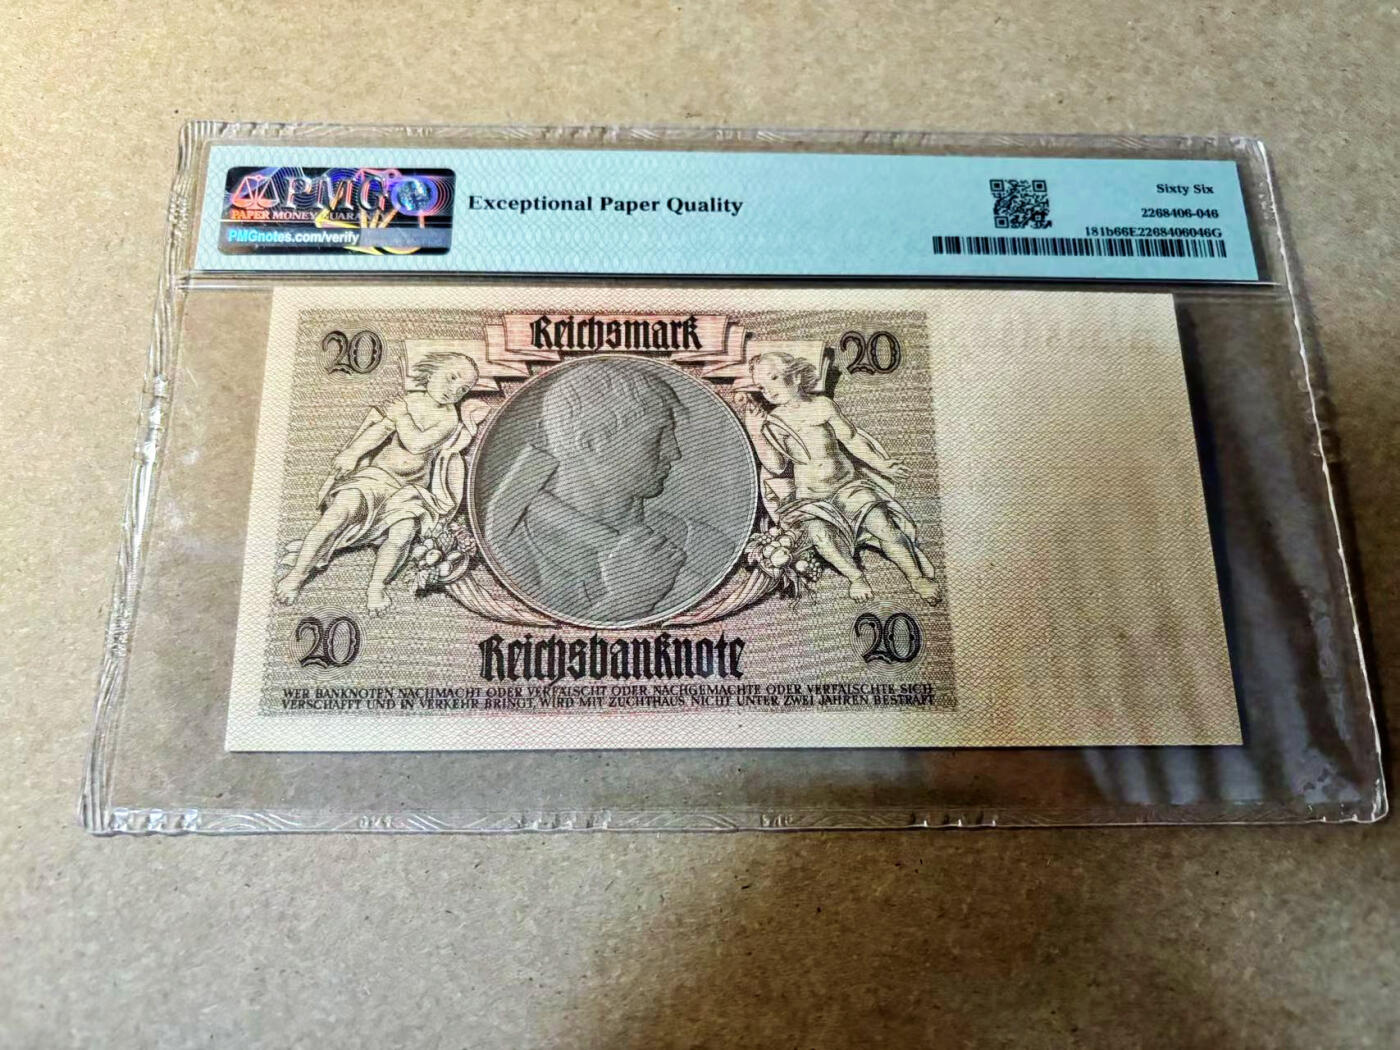 PMG
PAPER MONEY GUARANTY
PMGnotes.com/verify
Exceptional Paper Quality
Sixty Six
2268406-046
181b66E2268406046G
20
Reichsmark
20
20
Reichsbanknote
20
WER BANKNOTEN NACHMACHT ODER VERFÄLSCHT ODER NACHGEMACHTE ODER VERFÄLSCHTE SICH
VERSCHAFFT UND IN VERKEHR BRINGT, WIRD MIT ZUCHTHAUS NICHT UNTER ZWEI JAHREN BESTRAFT